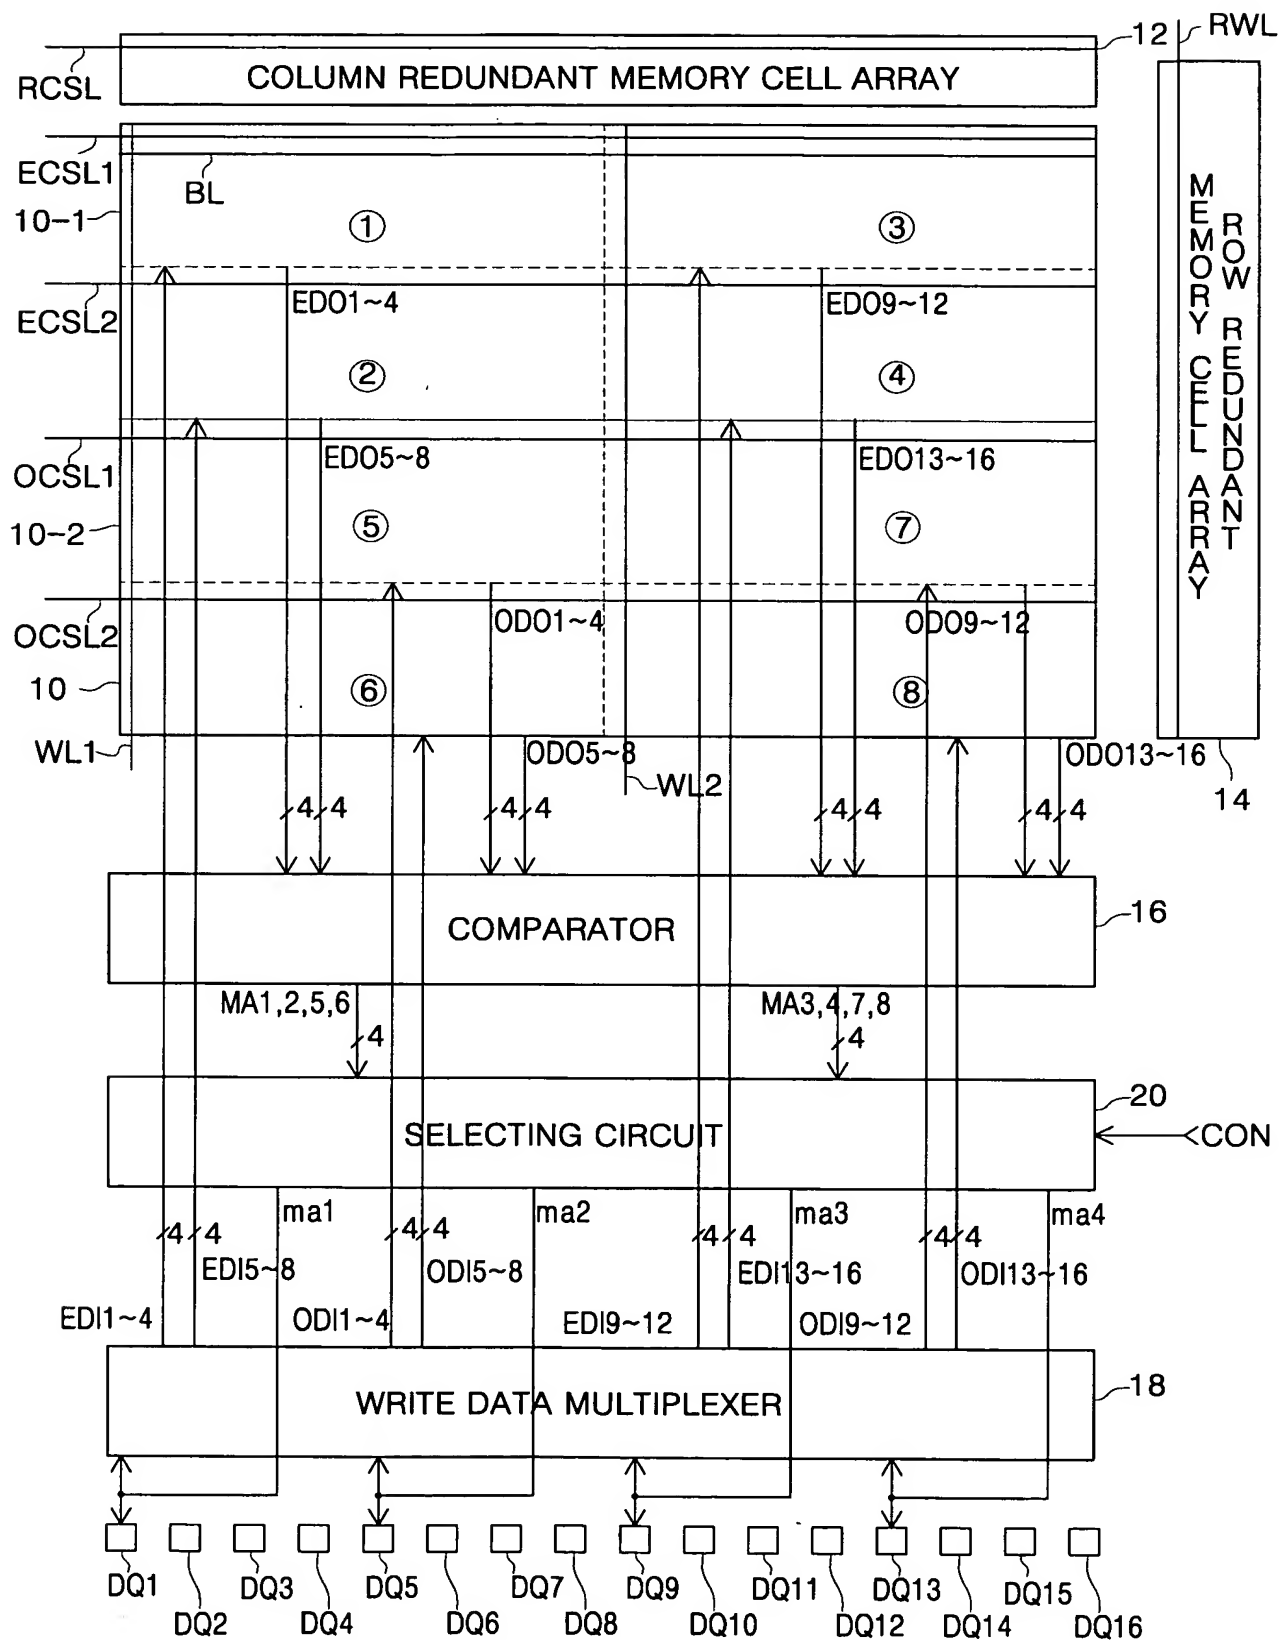 12
RWL
RCSL
COLUMN REDUNDANT MEMORY CELL ARRAY
ECSL1
BL
10-1
①
③
ROW REDUNDANT
MEMORY CELL ARRAY
ECSL2
EDO1~4
EDO9~12
②
④
OCSL1
EDO5~8
EDO13~16
10-2
⑤
⑦
OCSL2
ODO1~4
ODO9~12
10
⑥
⑧
WL1
ODO5~8
WL2
ODO13~16
14
4 4 4 4 4 4 4 4
COMPARATOR
16
MA1,2,5,6
MA3,4,7,8
4
4
20
SELECTING CIRCUIT
CON
ma1
ma2
ma3
ma4
4 4 4 4 4 4 4 4
EDI5~8
ODI5~8
EDI13~16
ODI13~16
EDI1~4
ODI1~4
EDI9~12
ODI9~12
WRITE DATA MULTIPLEXER
18
DQ1
DQ3
DQ5
DQ7
DQ9
DQ11
DQ13
DQ15
DQ2
DQ4
DQ6
DQ8
DQ10
DQ12
DQ14
DQ16